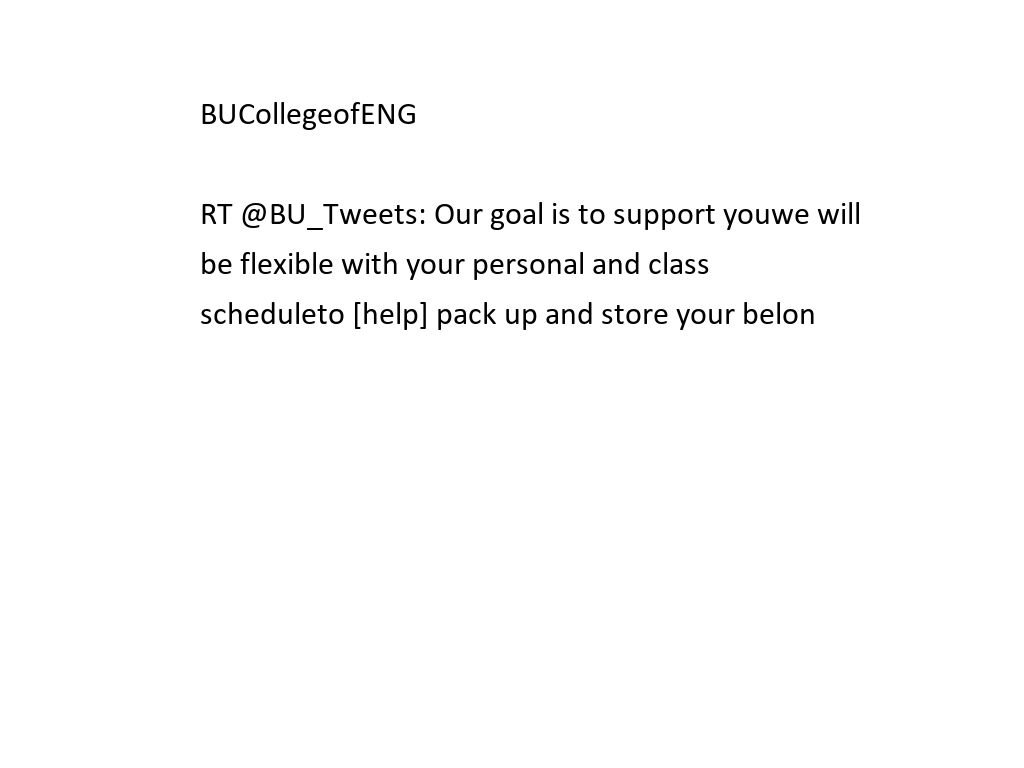 BUCollegeofENG
RT @BU_Tweets: Our goal is to support youwe will
be flexible with your personal and class
scheduleto [help] pack up and store your belon